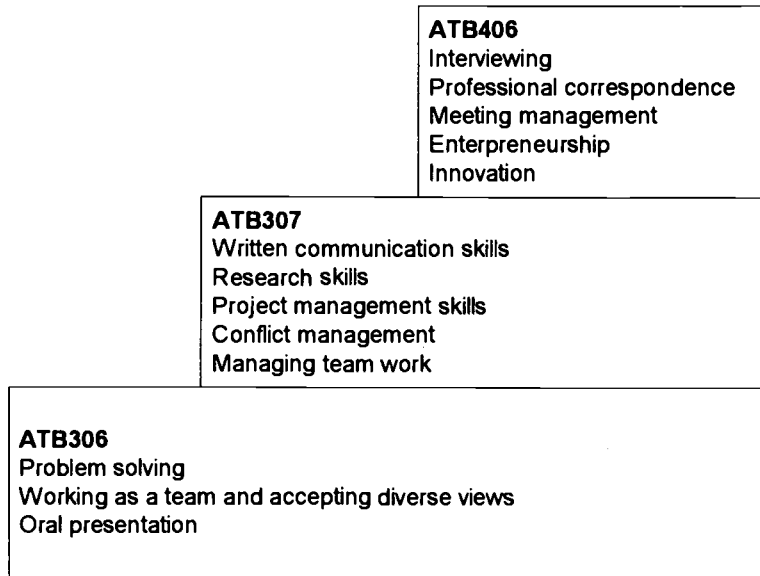 ATB406
Interviewing
Professional correspondence
Meeting management
Enterpreneurship
Innovation
ATB307
Written communication skills
Research skills
Project management skills
Conflict management
Managing team work
ATB306
Problem solving
Working as a team and accepting diverse views
Oral presentation